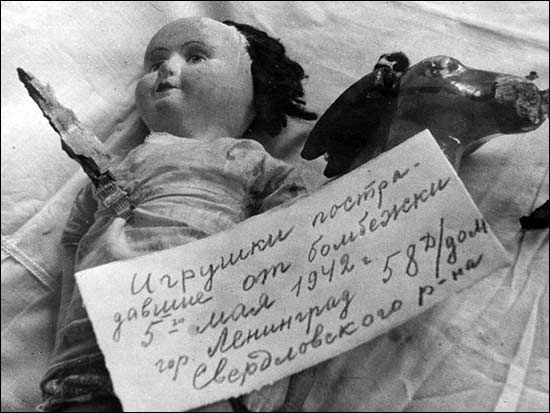 Игрушки постра-
давшие от бомбежки
5го мая 1942 г
гор Ленинград 58 д/дом
Свердловского р-на